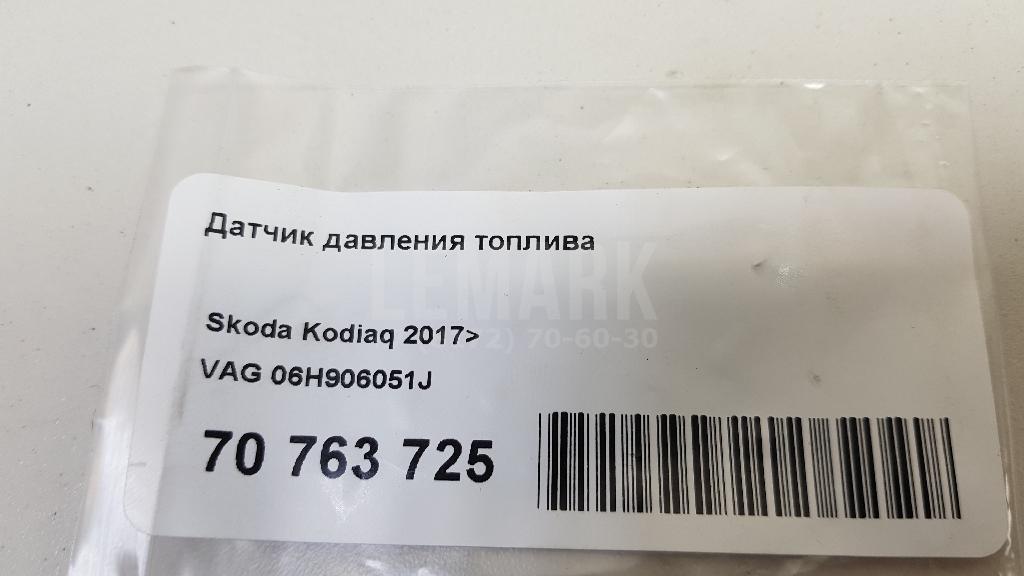 Датчик давления топлива
LEMARK
Skoda Kodiaq 2017>
2) 70-60-30
VAG 06H906051J
70 763 725